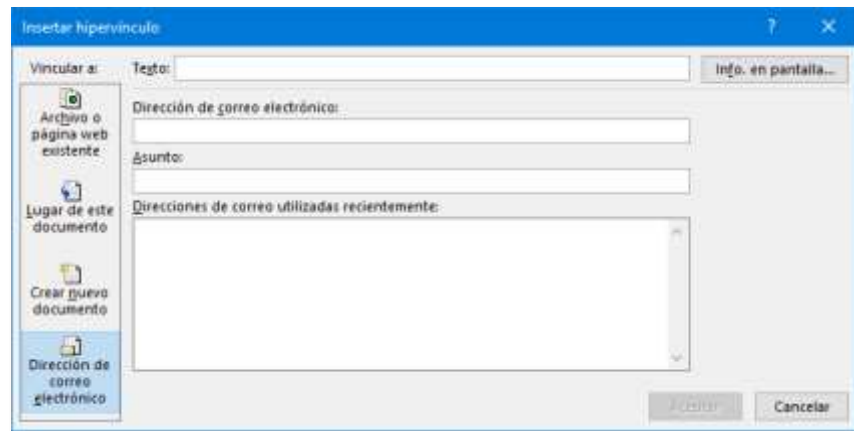 Insertar hipervínculo
?
Vincular a:
Texto:
Info. en pantalla...
Archivo o
página web
existente
Lugar de este
documento
Crear nuevo
documento
Dirección de
correo
electrónico
Dirección de correo electrónico:
Asunto:
Direcciones de correo utilizadas recientemente:
Aceptar
Cancelar